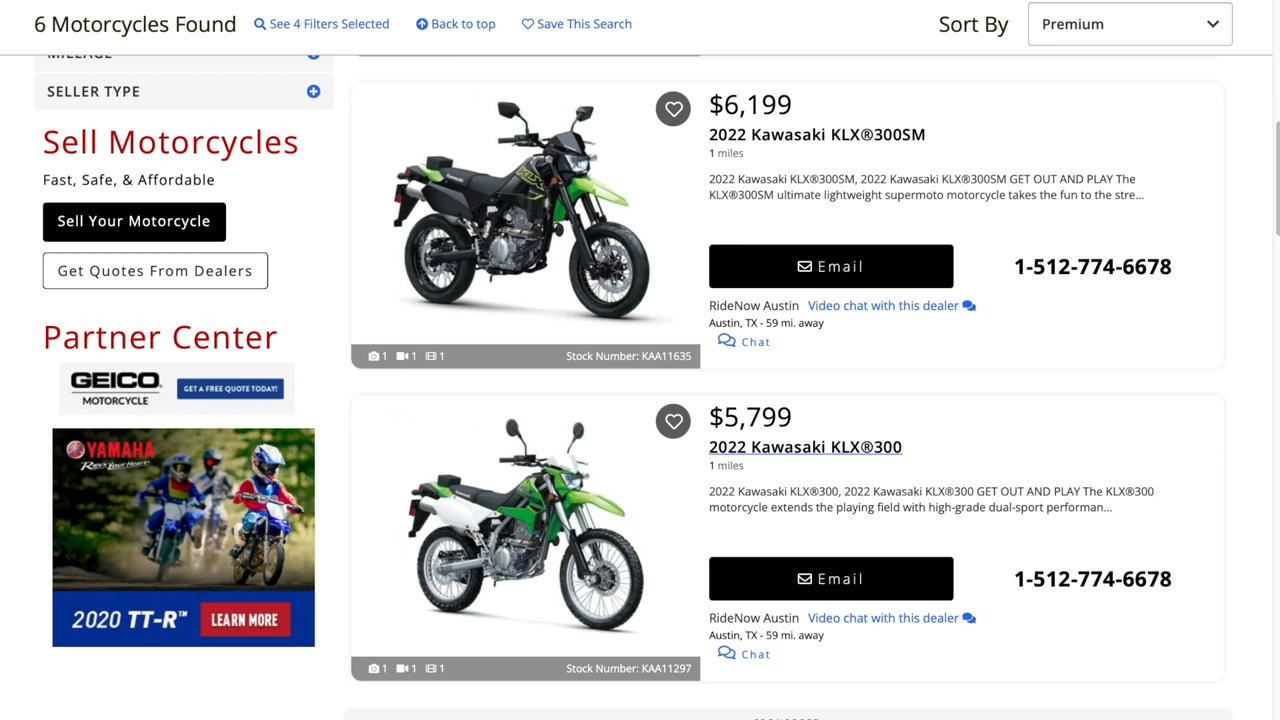 6 Motorcycles Found
See 4 Filters Selected
Back to top
Save This Search
Sort By
Premium
MILEAGE
SELLER TYPE
Sell Motorcycles
Fast, Safe, & Affordable
Sell Your Motorcycle
Get Quotes From Dealers
Partner Center
GEICO
MOTORCYCLE
GET A FREE QUOTE TODAY!
YAMAHA
Revs Your Heart
2020 TT-R™
LEARN MORE
$6,199
2022 Kawasaki KLX®300SM
1 miles
2022 Kawasaki KLX®300SM, 2022 Kawasaki KLX®300SM GET OUT AND PLAY The
KLX®300SM ultimate lightweight supermoto motorcycle takes the fun to the stre...
Email
1-512-774-6678
RideNow Austin Video chat with this dealer
Austin, TX - 59 mi. away
Chat
1 1 1
Stock Number: KAA11635
$5,799
2022 Kawasaki KLX®300
1 miles
2022 Kawasaki KLX®300, 2022 Kawasaki KLX®300 GET OUT AND PLAY The KLX®300
motorcycle extends the playing field with high-grade dual-sport performan...
Email
1-512-774-6678
RideNow Austin Video chat with this dealer
Austin, TX - 59 mi. away
Chat
1 1 1
Stock Number: KAA11297